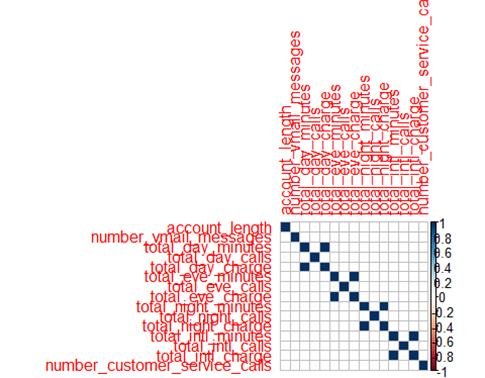 account_length
number_vmail_messages
total_day_minutes
total_day_calls
total_day_charge
total_eve_minutes
total_eve_calls
total_eve_charge
total_night_minutes
total_night_calls
total_night_charge
total_intl_minutes
total_intl_calls
total_intl_charge
number_customer_service_ca
account_length
number_vmail_messages
total_day_minutes
total_day_calls
total_day_charge
total_eve_minutes
total_eve_calls
total_eve_charge
total_night_minutes
total_night_calls
total_night_charge
total_intl_minutes
total_intl_calls
total_intl_charge
number_customer_service_calls
1
0.8
0.6
0.4
0.2
0
-0.2
-0.4
-0.6
-0.8
-1